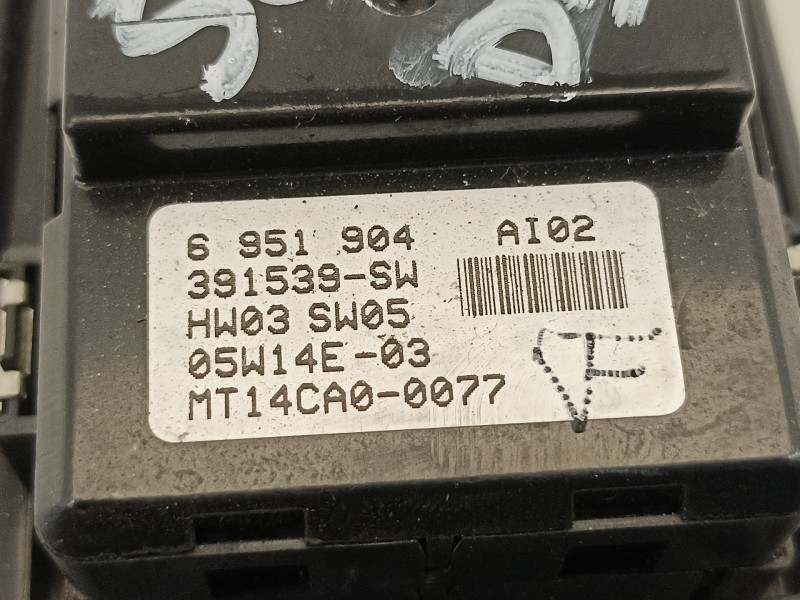 6 951 904 AI02
391539-SW
HW03 SW05
05W14E-03
MT14CA0-0077